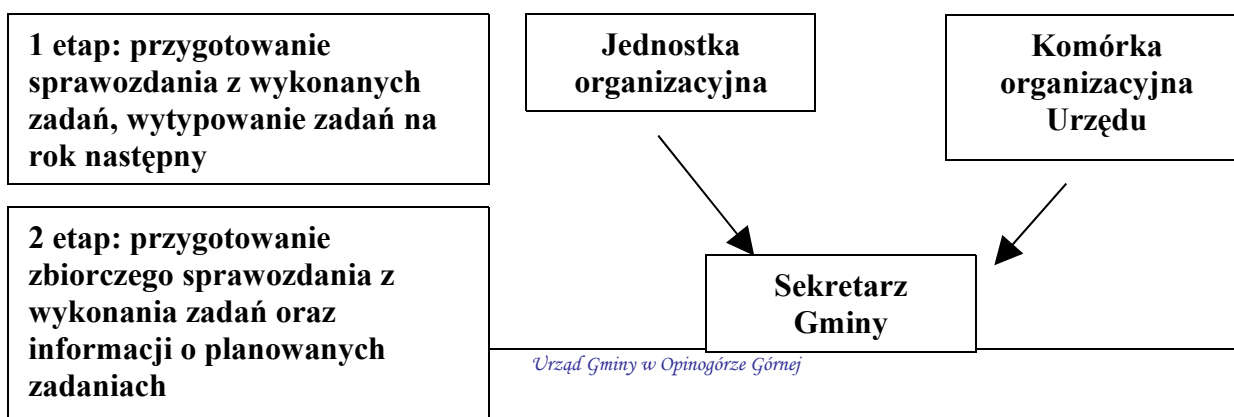 1 etap: przygotowanie
sprawozdania z wykonanych
zadań, wytypowanie zadań na
rok następny
Jednostka
organizacyjna
Komórka
organizacyjna
Urzędu
2 etap: przygotowanie
zbiorczego sprawozdania z
wykonania zadań oraz
informacji o planowanych
zadaniach
Sekretarz
Gminy
Urząd Gminy w Opinogórze Górnej